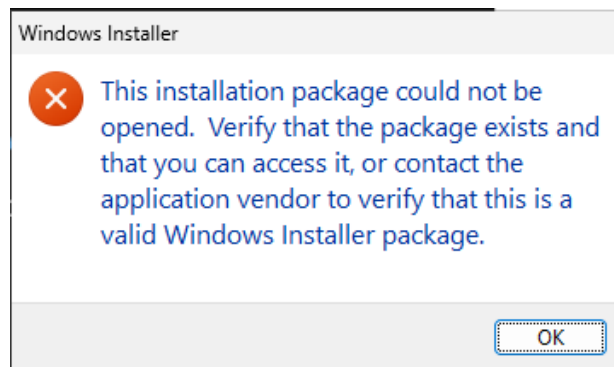 Windows Installer
This installation package could not be
opened.  Verify that the package exists and
that you can access it, or contact the
application vendor to verify that this is a
valid Windows Installer package.
OK